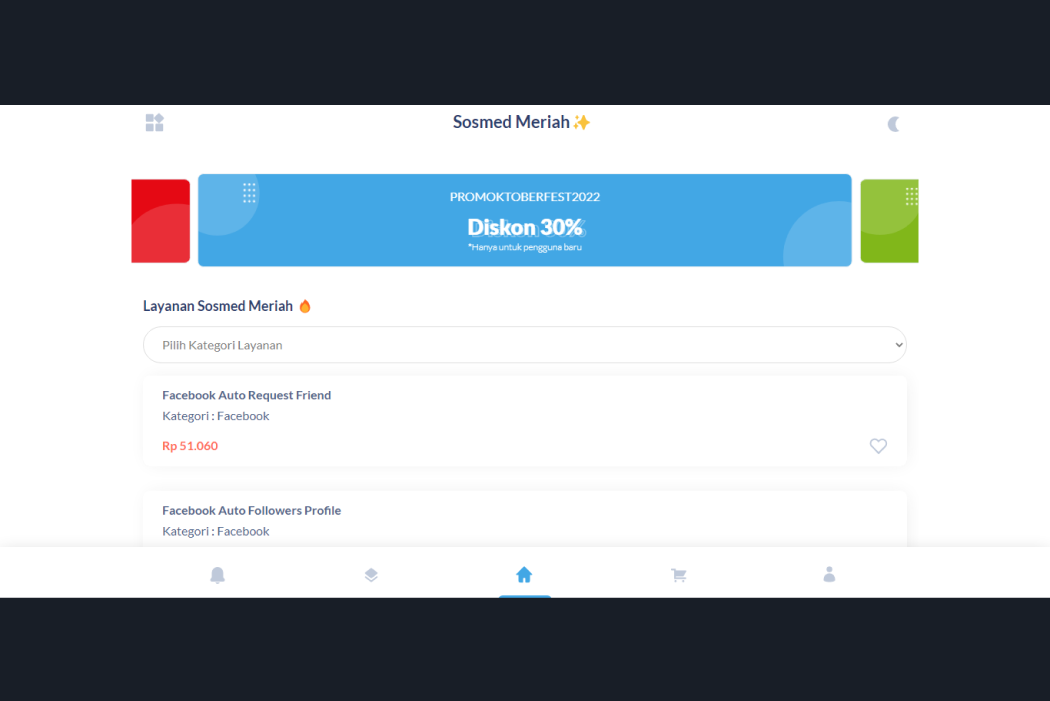 Sosmed Meriah✨
PROMOKTOBERFEST2022
Diskon 30%
*Hanya untuk pengguna baru
Layanan Sosmed Meriah 🔥
Pilih Kategori Layanan
Facebook Auto Request Friend
Kategori : Facebook
Rp 51.060
Facebook Auto Followers Profile
Kategori : Facebook